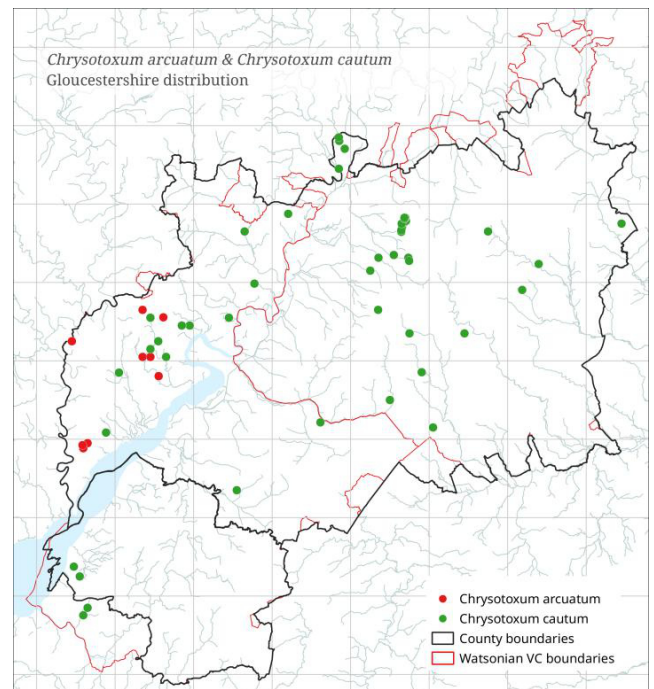 Chrysotoxum arcuatum & Chrysotoxum cautum
Gloucestershire distribution
Chrysotoxum arcuatum
Chrysotoxum cautum
County boundaries
Watsonian VC boundaries